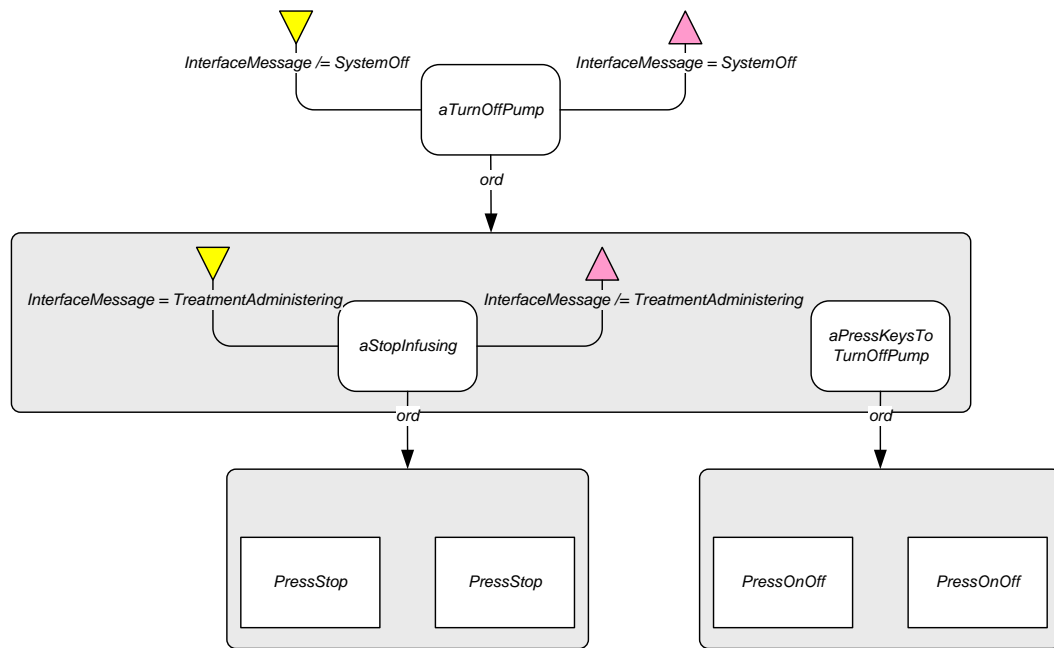 InterfaceMessage /= SystemOff
InterfaceMessage = SystemOff
aTurnOffPump
ord
InterfaceMessage = TreatmentAdministering
InterfaceMessage /= TreatmentAdministering
aStopInfusing
aPressKeysTo
TurnOffPump
ord
ord
PressStop
PressStop
PressOnOff
PressOnOff